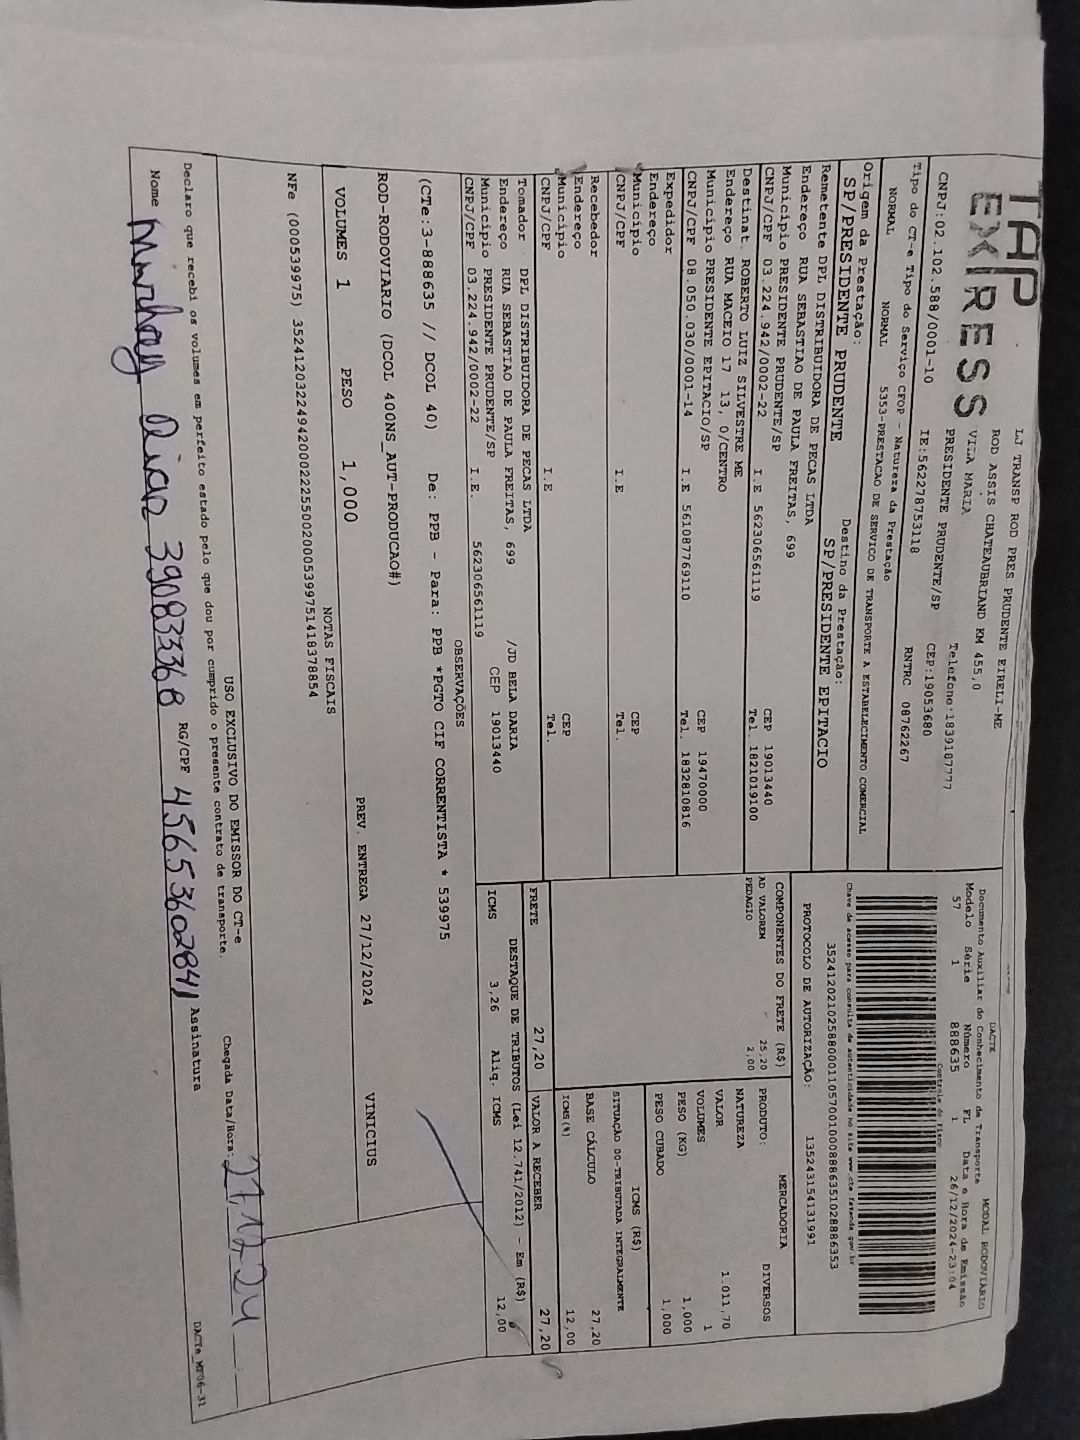 TAP
EXPRESS
LJ TRANSP ROD PRES PRUDENTE EIRELI-ME
ROD ASSIS CHATEAUBRIAND KM 455,0
VILA MARIA
PRESIDENTE PRUDENTE/SP CEP:19053680
Telefone:1839187777
CNPJ:02.102.588/0001-10 IE:562278753118 RNTRC 08762267
Tipo do CT-e Tipo do Serviço CFOP - Natureza da Prestação
NORMAL NORMAL 5353-PRESTACAO DE SERVICO DE TRANSPORTE A ESTABELECIMENTO COMERCIAL
Origem da Prestação: Destino da Prestação:
SP/PRESIDENTE PRUDENTE SP/PRESIDENTE EPITACIO
DACTE MODAL RODOVIARIO
Documento Auxiliar do Conhecimento de Transporte
Modelo Série Número FL Data e Hora de Emissão
57 1 888635 1 26/12/2024-23:04
Controle do Fisco
Chave de acesso para consulta de autenticidade no site www.cte.fazenda.gov.br
PROTOCOLO DE AUTORIZAÇÃO: 135243154131991
Remetente DPL DISTRIBUIDORA DE PECAS LTDA
Endereço RUA SEBASTIAO DE PAULA FREITAS, 699
Município PRESIDENTE PRUDENTE/SP CEP 19013440
CNPJ/CPF 03.224.942/0002-22 I.E 562306561119 Tel. 1821019100
Destinat. ROBERTO LUIZ SILVESTRE ME
Endereço RUA MACEIO 17 13, 0/CENTRO
Município PRESIDENTE EPITACIO/SP CEP 19470000
CNPJ/CPF 08.050.030/0001-14 I.E 561087769110 Tel. 1832810816
Expedidor
Endereço
Município CEP
CNPJ/CPF I.E Tel.
Recebedor
Endereço
Município CEP
CNPJ/CPF I.E Tel.
Tomador DPL DISTRIBUIDORA DE PECAS LTDA
Endereço RUA SEBASTIAO DE PAULA FREITAS, 699 /JD BELA DARIA
Município PRESIDENTE PRUDENTE/SP CEP 19013440
CNPJ/CPF 03.224.942/0002-22 I.E. 562306561119
COMPONENTES DO FRETE (R$)
AD VALOREM 25,20
PEDAGIO 2,00
MERCADORIA
PRODUTO: DIVERSOS
NATUREZA
VALOR 1.011,70
VOLUMES 1
PESO (KG) 1,000
PESO CUBADO 1,000
ICMS (R$)
SITUAÇÃO DO-TRIBUTADA INTEGRALMENTE
BASE CÁLCULO 27,20
ICMS(%) 12,00
FRETE 27,20 VALOR A RECEBER 27,20
DESTAQUE DE TRIBUTOS (Lei 12.741/2012) - Em (R$)
ICMS 3,26 Aliq. ICMS 12,00
OBSERVAÇÕES
(CTe.:3-888635 // DCOL 40) De: PPB - Para: PPB *PGTO CIF CORRENTISTA * 539975
ROD-RODOVIARIO (DCOL 400NS_AUT-PRODUCAO#)
VOLUMES 1 PESO 1,000 PREV. ENTREGA 27/12/2024 VINICIUS
NOTAS FISCAIS
NFe (000539975)
USO EXCLUSIVO DO EMISSOR DO CT-e
Declaro que recebi os volumes em perfeito estado pelo que dou por cumprido o presente contrato de transporte.
Chegada Data/Hora: 27.12.24
Nome 390833368 RG/CPF 45653602841 Assinatura
DACTe_MT06-31